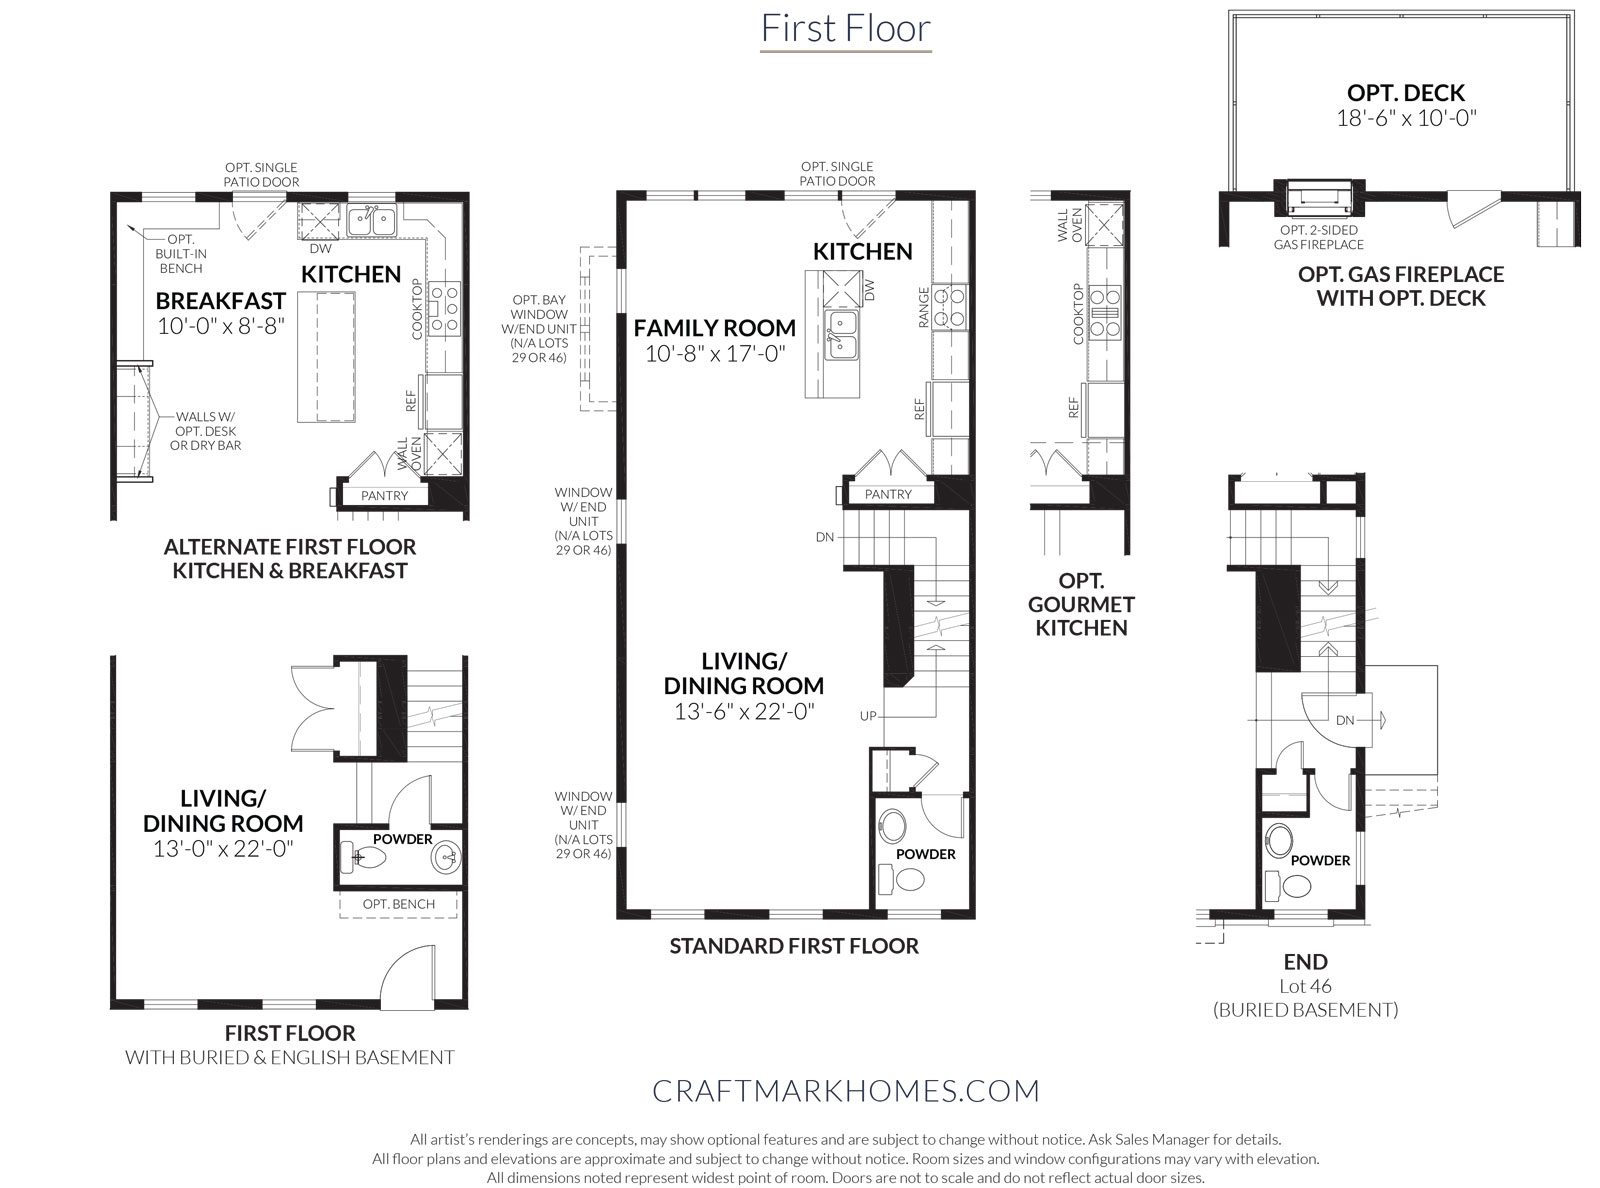 First Floor
OPT. SINGLE
PATIO DOOR
OPT.
BUILT-IN
BENCH
DW
KITCHEN
BREAKFAST
10'-0" x 8'-8"
COOKTOP
WALLS W/
OPT. DESK
OR DRY BAR
REF
WALL
OVEN
PANTRY
ALTERNATE FIRST FLOOR
KITCHEN & BREAKFAST
LIVING/
DINING ROOM
13'-0" x 22'-0"
POWDER
OPT. BENCH
FIRST FLOOR
WITH BURIED & ENGLISH BASEMENT
OPT. SINGLE
PATIO DOOR
KITCHEN
DW
RANGE
OPT. BAY
WINDOW
W/END UNIT
(N/A LOTS
29 OR 46)
FAMILY ROOM
10'-8" x 17'-0"
REF
PANTRY
WINDOW
W/ END
UNIT
(N/A LOTS
29 OR 46)
DN
LIVING/
DINING ROOM
13'-6" x 22'-0"
UP
WINDOW
W/ END
UNIT
(N/A LOTS
29 OR 46)
POWDER
STANDARD FIRST FLOOR
WALL
OVEN
COOKTOP
REF
OPT.
GOURMET
KITCHEN
OPT. DECK
18'-6" x 10'-0"
OPT. 2-SIDED
GAS FIREPLACE
OPT. GAS FIREPLACE
WITH OPT. DECK
DN
POWDER
END
Lot 46
(BURIED BASEMENT)
CRAFTMARKHOMES.COM
All artist's renderings are concepts, may show optional features and are subject to change without notice. Ask Sales Manager for details.
All floor plans and elevations are approximate and subject to change without notice. Room sizes and window configurations may vary with elevation.
All dimensions noted represent widest point of room. Doors are not to scale and do not reflect actual door sizes.